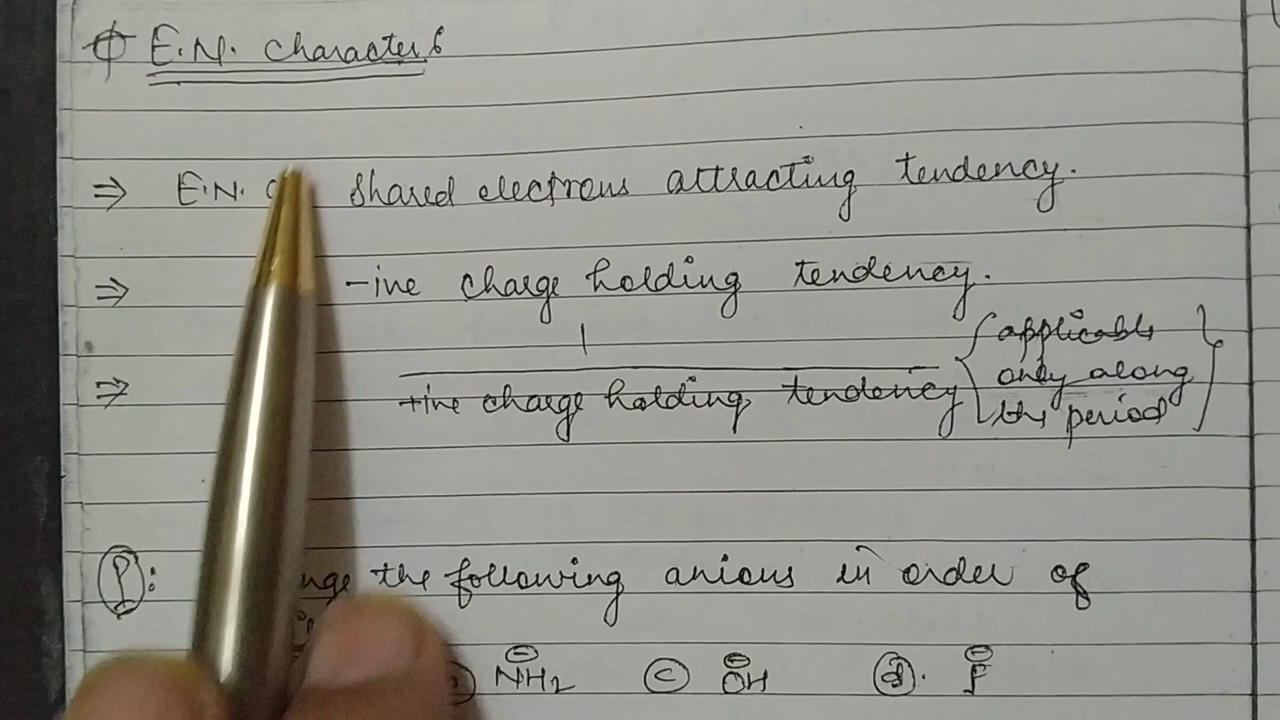 E.N. character
⇒ E.N. shared electrons attracting tendency.
⇒ -ive charge holding tendency.
1
⇒ +ive charge holding tendency {applicable
only along
the period}
(P): the following anions in order of
NH2⊖ (c) OH⊖ (d). F⊖